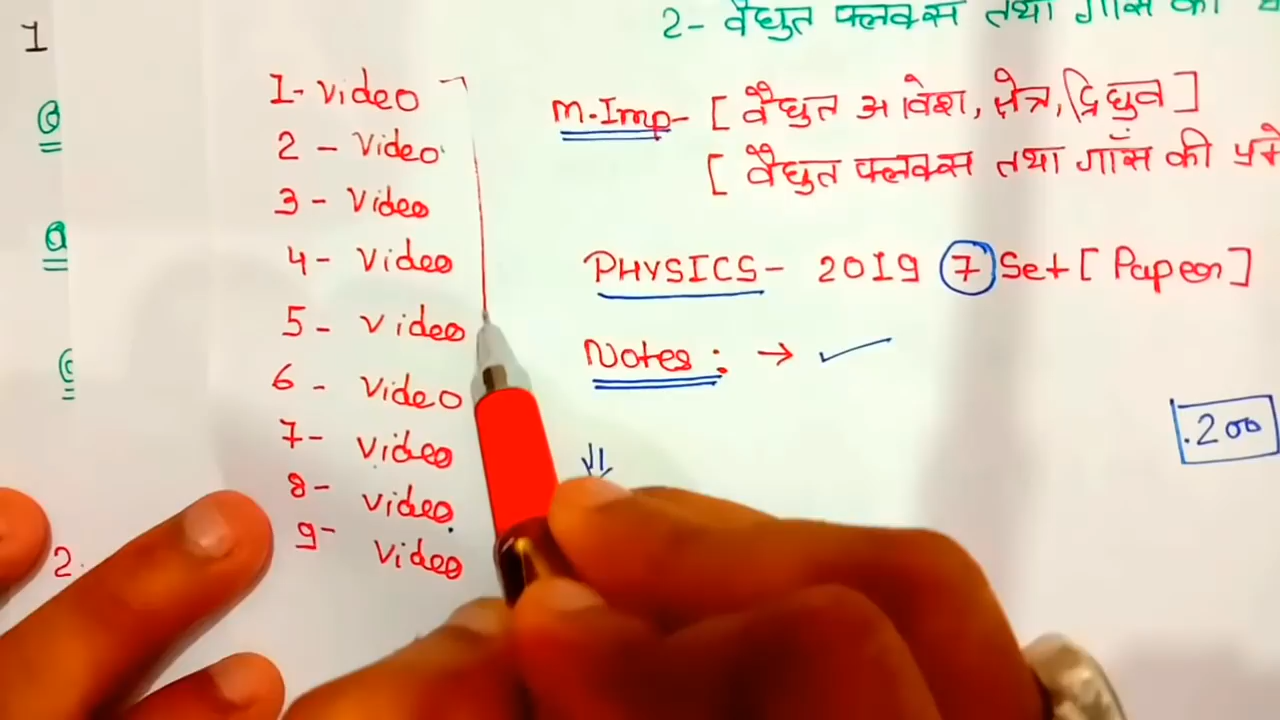 2- वैधुत फ्लक्स तथा गॉस की
1
1- video
2 - Video
3 - Video
4- Video
5- Video
6 - Video
7- Video
8- Video
9- Video
M.Imp- [ वैधुत आवेश, क्षेत्र, द्विध्रुव ]
[ वैधुत फ्लक्स तथा गॉस की
PHYSICS- 2019 7 Set [ Paper ]
Notes : → ✓
.200
2.